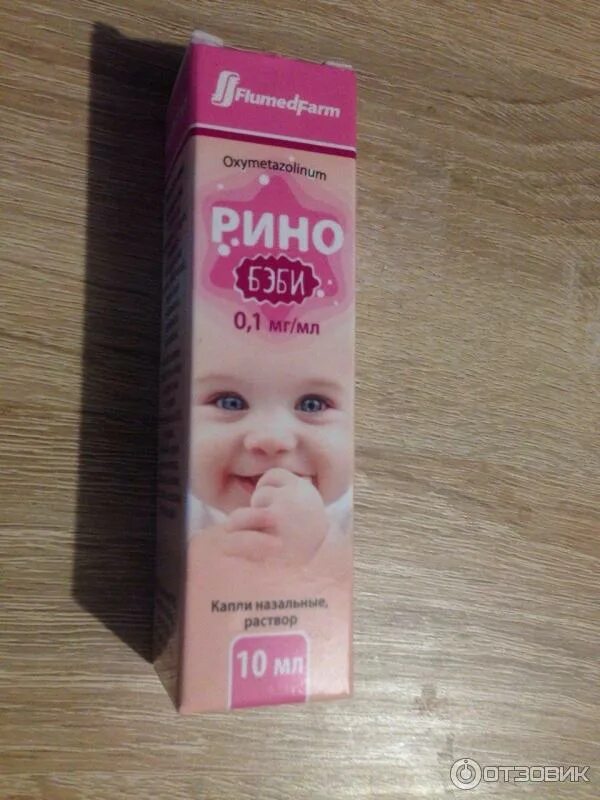 FlumedFarm
Oxymetazolinum
РИНО
БЭБИ
0,1 мг/мл
Капли назальные,
раствор
10 мл
ОТЗОВИК